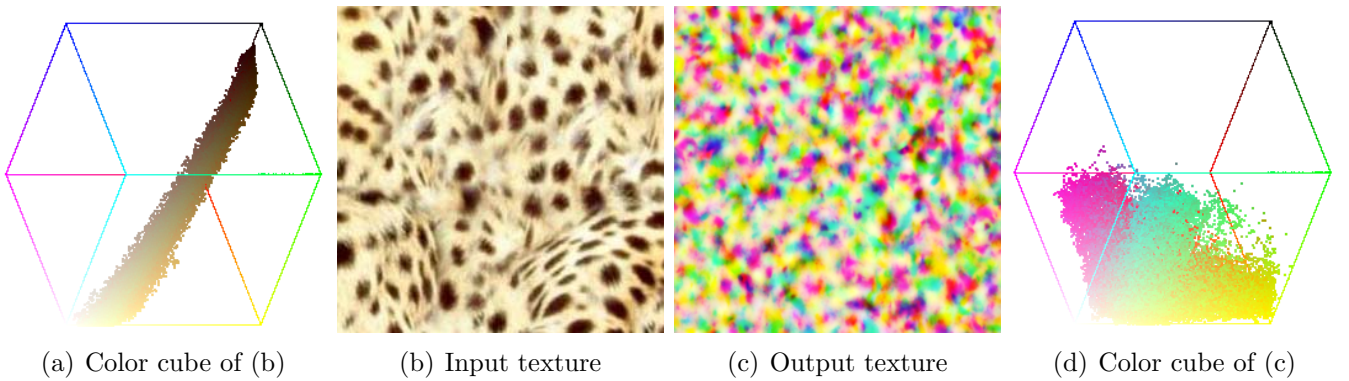 (a) Color cube of (b)
(b) Input texture
(c) Output texture
(d) Color cube of (c)